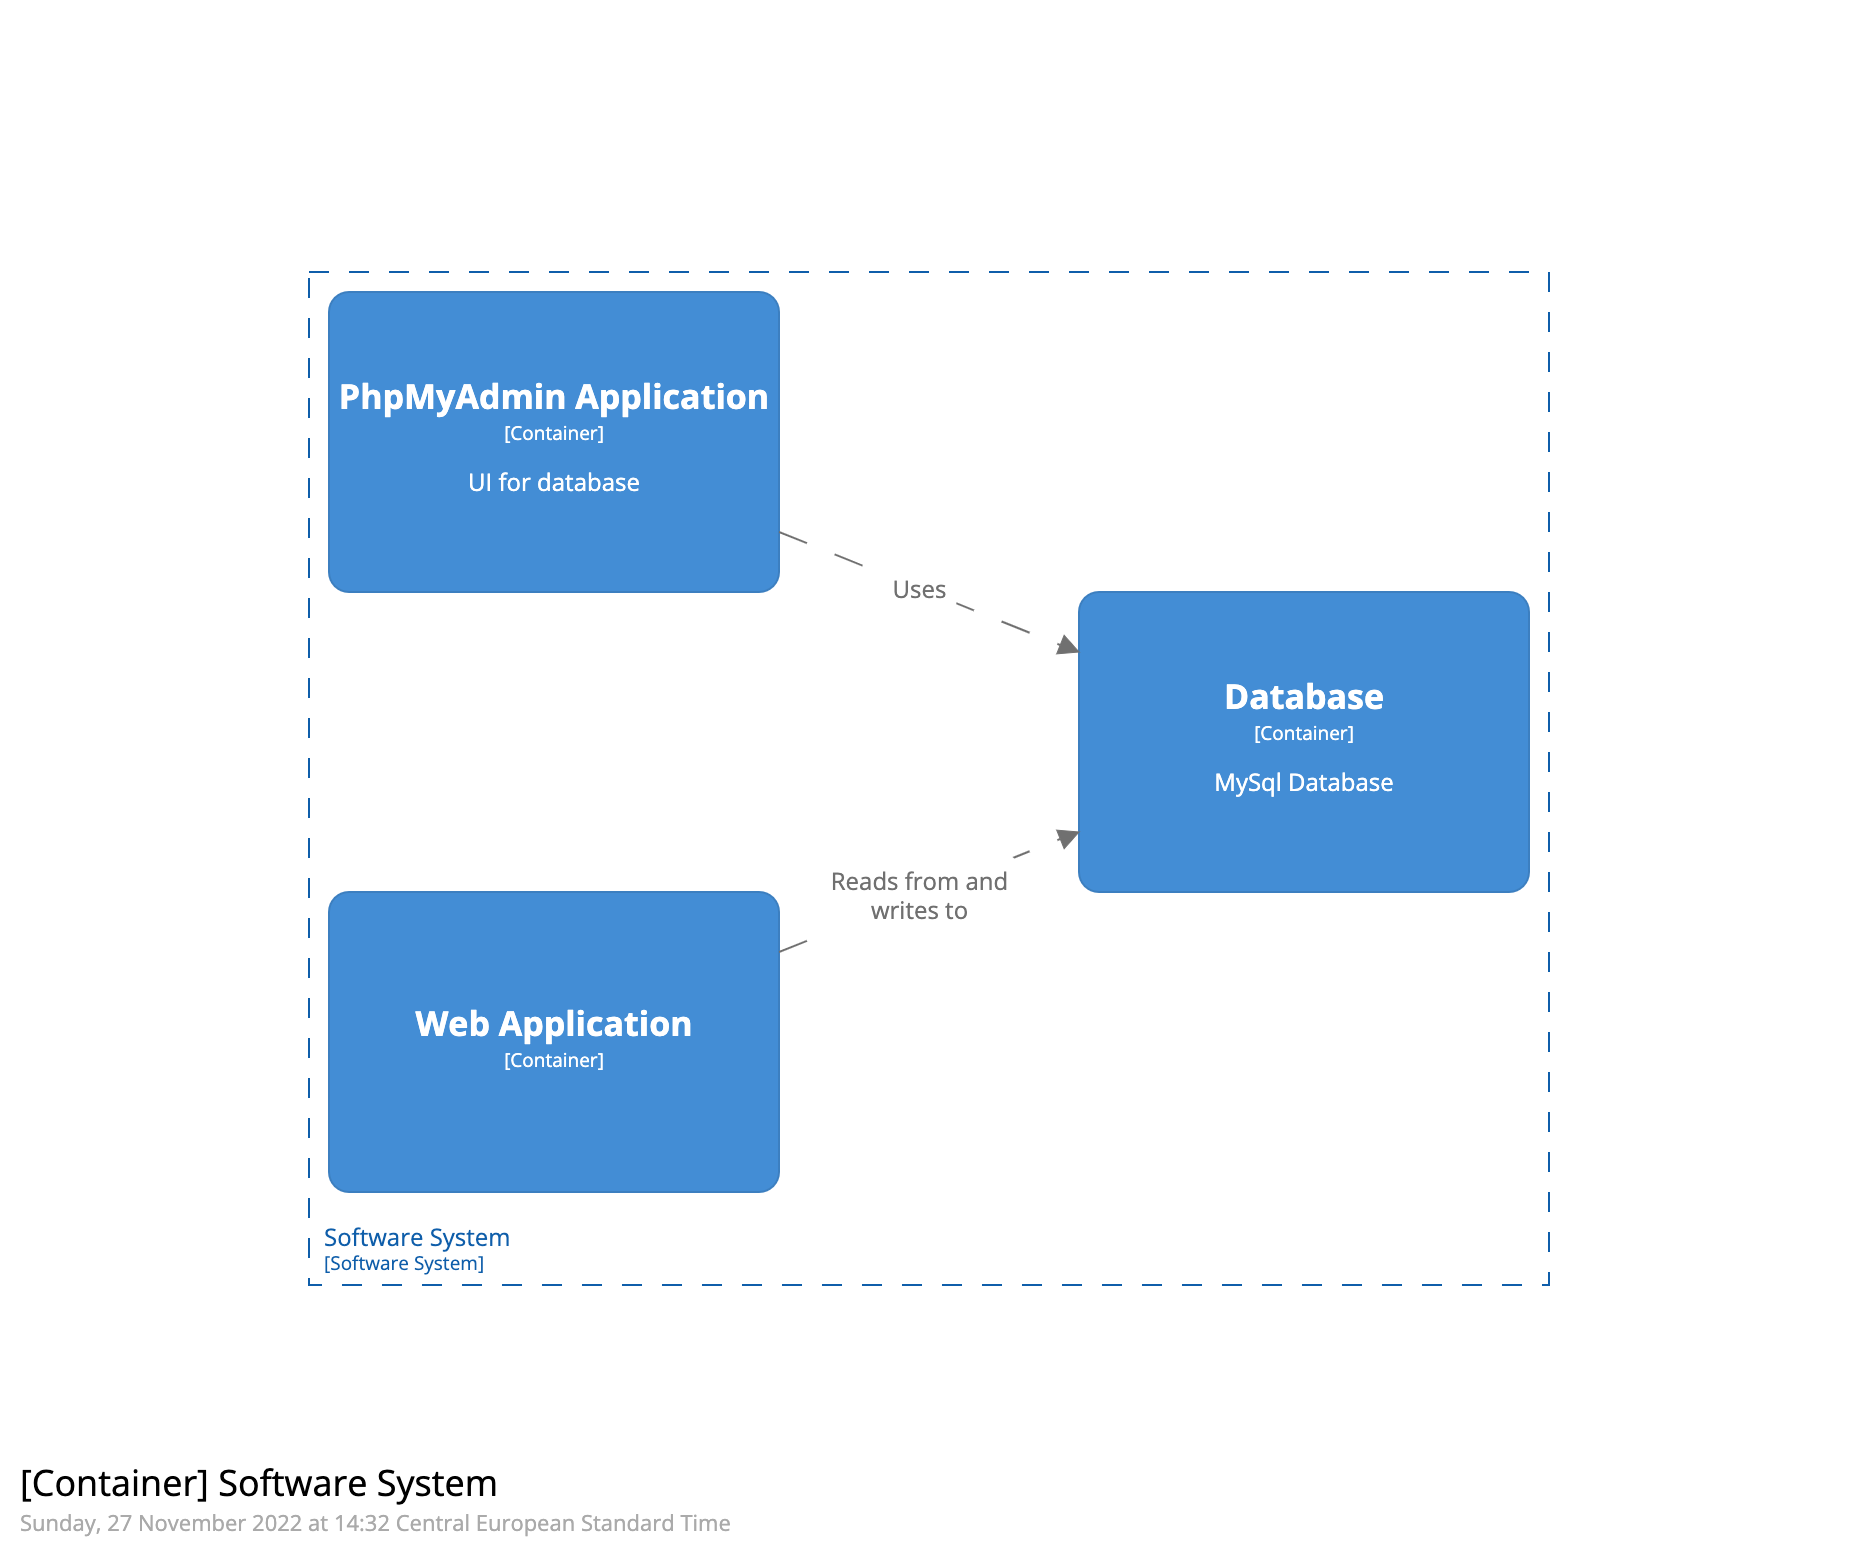 PhpMyAdmin Application
[Container]
UI for database
Uses
Database
[Container]
MySql Database
Reads from and
writes to
Web Application
[Container]
Software System
[Software System]
[Container] Software System
Sunday, 27 November 2022 at 14:32 Central European Standard Time